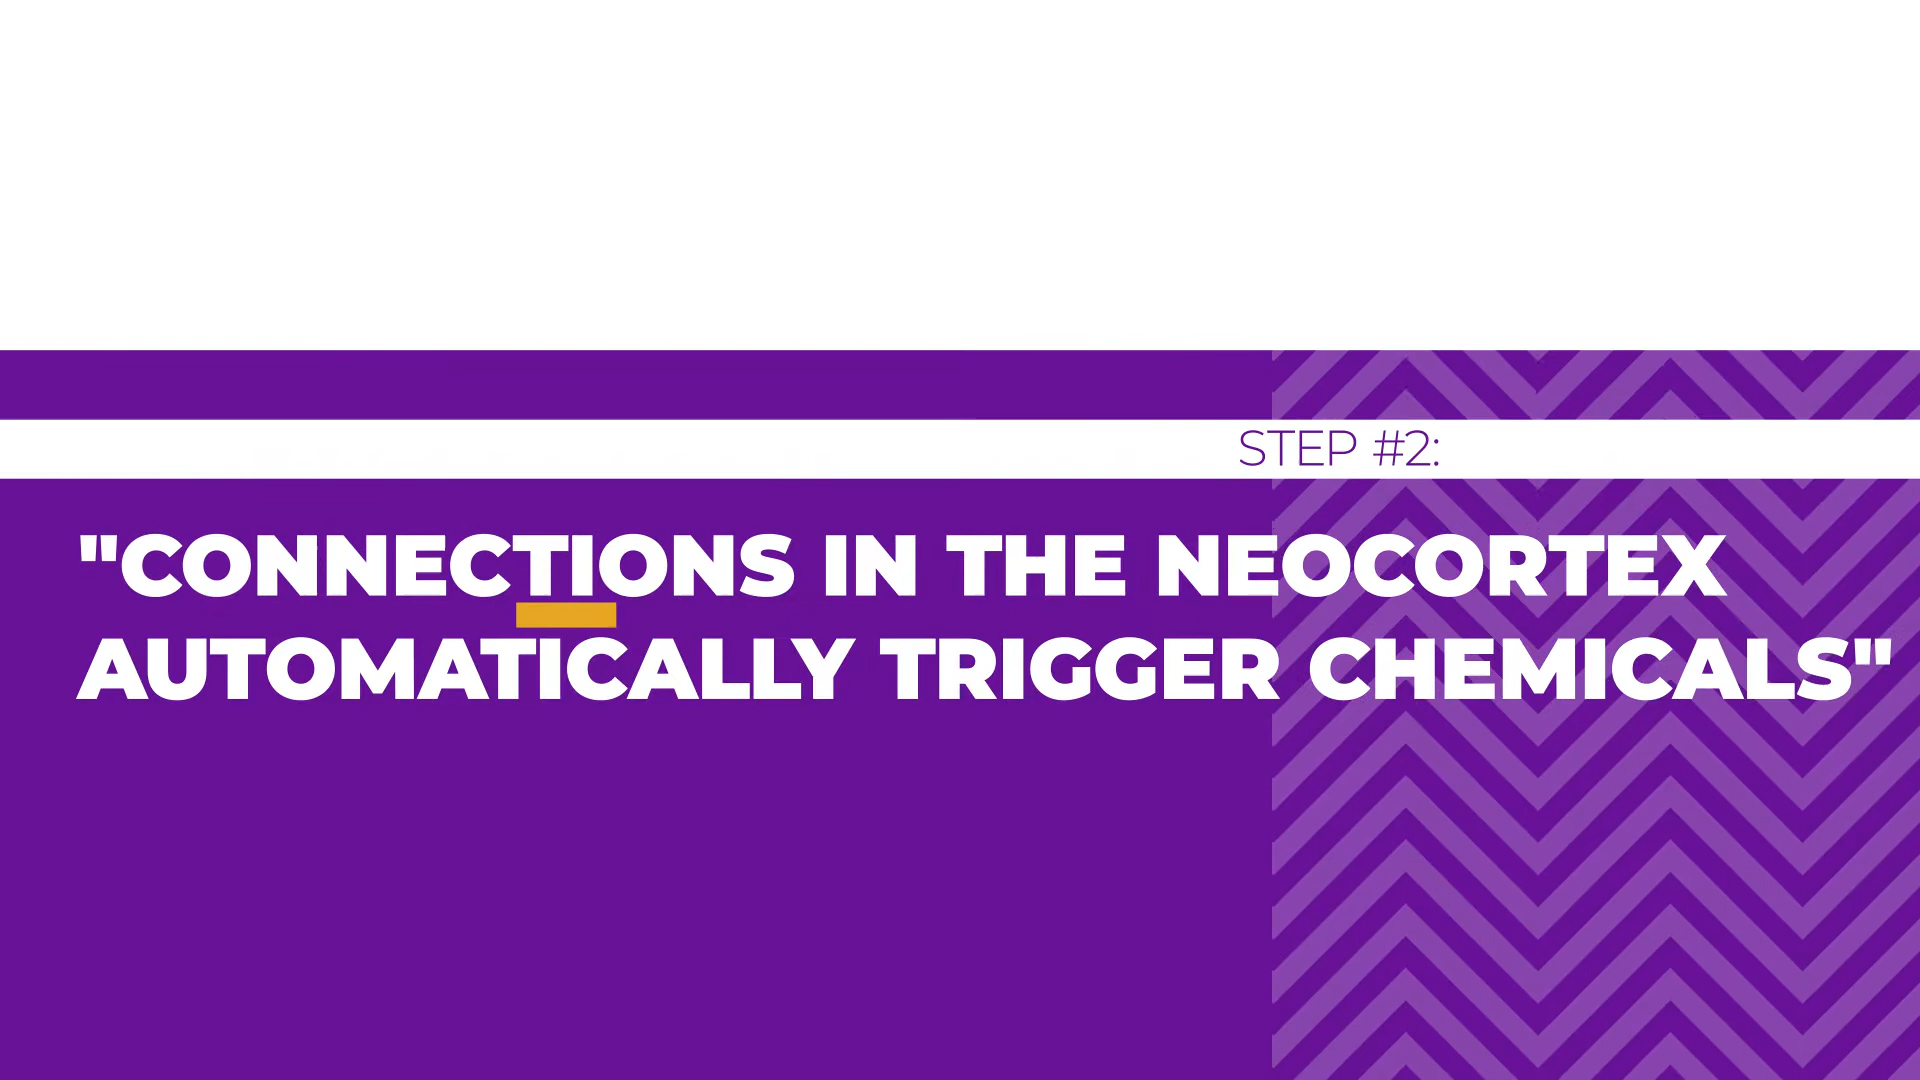 STEP #2:
"CONNECTIONS IN THE NEOCORTEX
AUTOMATICALLY TRIGGER CHEMICALS"